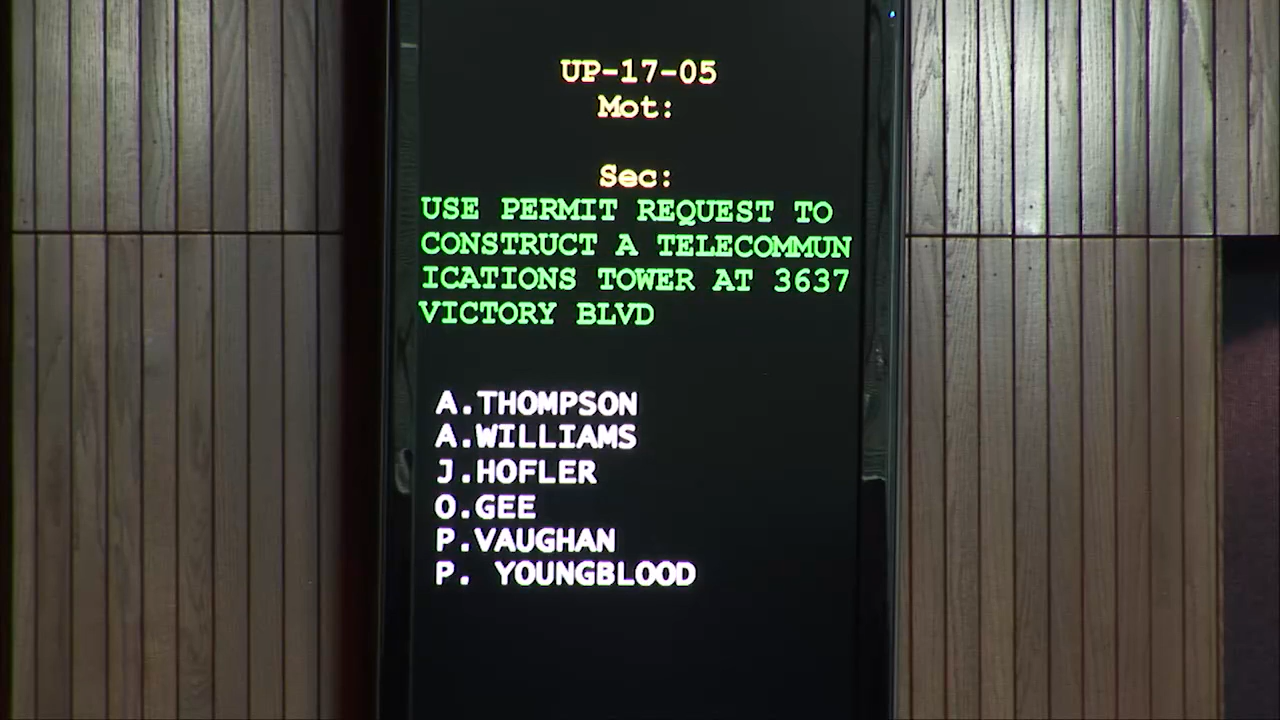 UP-17-05
Mot:
Sec:
USE PERMIT REQUEST TO
CONSTRUCT A TELECOMMUN
ICATIONS TOWER AT 3637
VICTORY BLVD
A.THOMPSON
A.WILLIAMS
J.HOFLER
O.GEE
P.VAUGHAN
P. YOUNGBLOOD